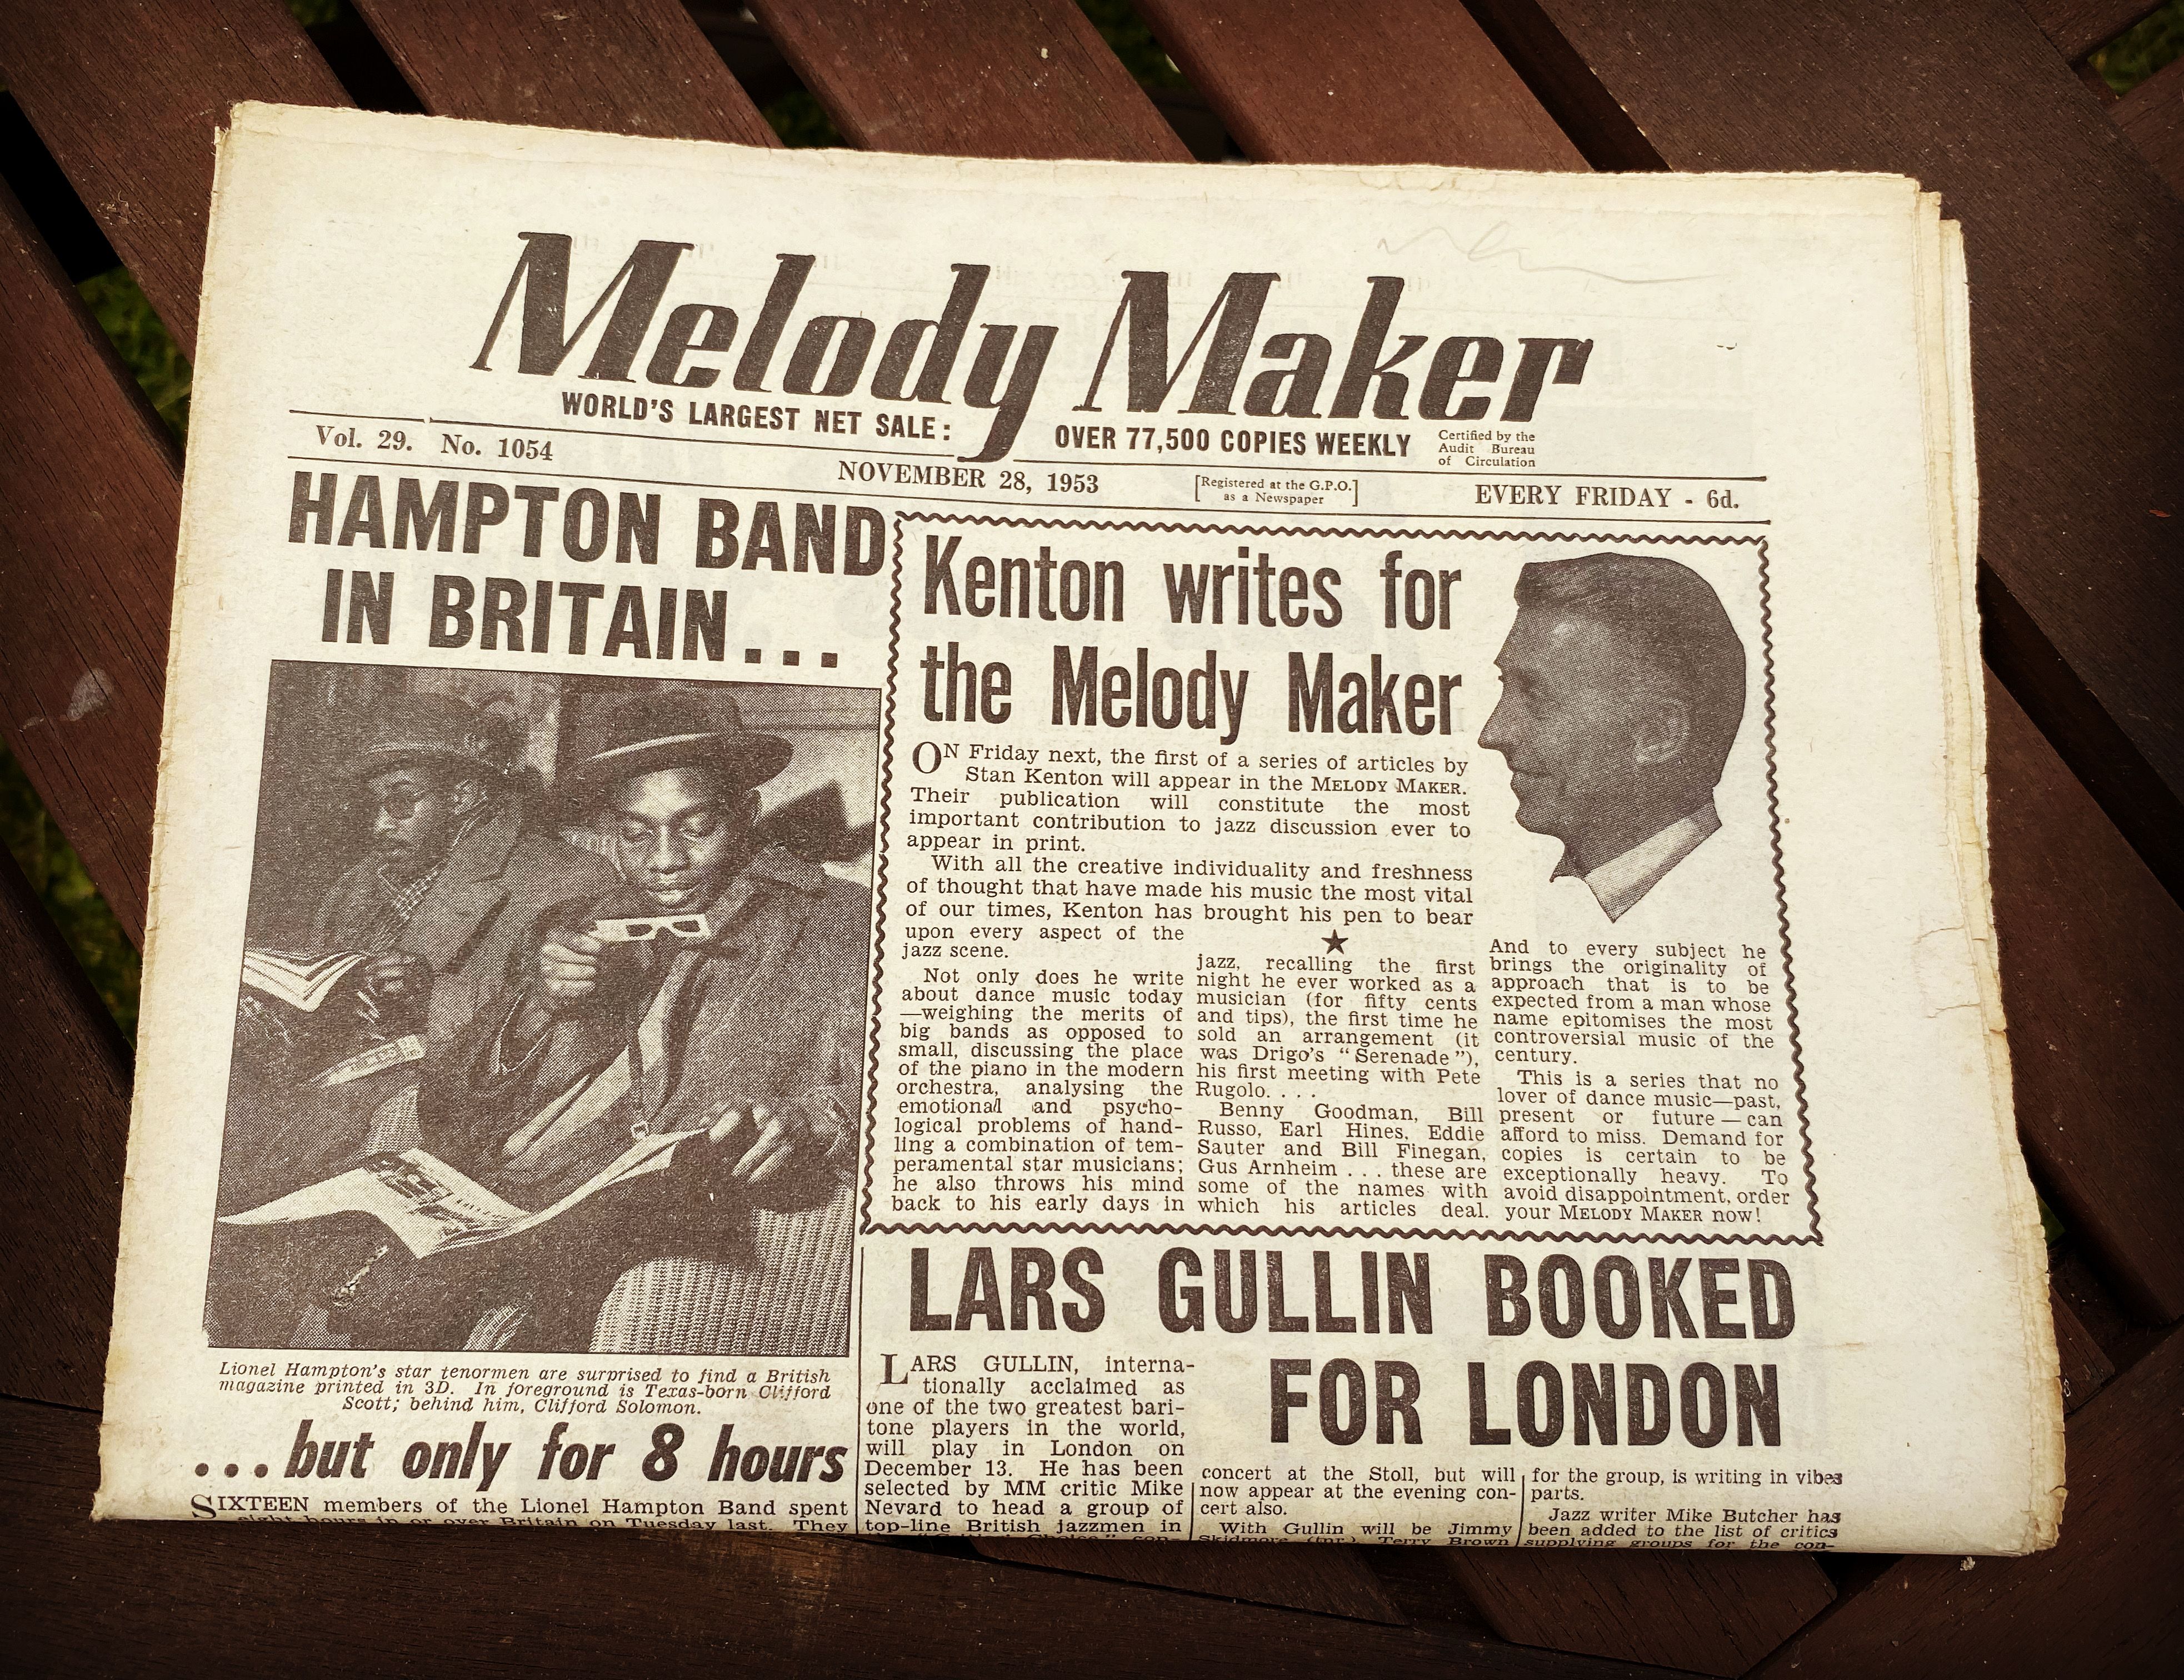 Melody Maker
WORLD'S LARGEST NET SALE: OVER 77,500 COPIES WEEKLY
Certified by the
Audit Bureau
of Circulation
Vol. 29. No. 1054
NOVEMBER 28, 1953
[Registered at the G.P.O.
as a Newspaper]
EVERY FRIDAY - 6d.
HAMPTON BAND
IN BRITAIN...
Lionel Hampton's star tenormen are surprised to find a British
magazine printed in 3D. In foreground is Texas-born Clifford
Scott; behind him, Clifford Solomon.
...but only for 8 hours
SIXTEEN members of the Lionel Hampton Band spent
eight hours in or over Britain on Tuesday last. They
Kenton writes for
the Melody Maker
ON Friday next, the first of a series of articles by
Stan Kenton will appear in the MELODY MAKER.
Their publication will constitute the most
important contribution to jazz discussion ever to
appear in print.
With all the creative individuality and freshness
of thought that have made his music the most vital
of our times, Kenton has brought his pen to bear
upon every aspect of the
jazz scene.
Not only does he write
about dance music today
—weighing the merits of
big bands as opposed to
small, discussing the place
of the piano in the modern
orchestra, analysing the
emotional and psycho-
logical problems of hand-
ling a combination of tem-
peramental star musicians;
he also throws his mind
back to his early days in
★
jazz, recalling the first
night he ever worked as a
musician (for fifty cents
and tips), the first time he
sold an arrangement (it
was Drigo's "Serenade"),
his first meeting with Pete
Rugolo. . . .
Benny Goodman, Bill
Russo, Earl Hines, Eddie
Sauter and Bill Finegan,
Gus Arnheim . . . these are
some of the names with
which his articles deal.
And to every subject he
brings the originality of
approach that is to be
expected from a man whose
name epitomises the most
controversial music of the
century.
This is a series that no
lover of dance music—past,
present or future—can
afford to miss. Demand for
copies is certain to be
exceptionally heavy. To
avoid disappointment, order
your MELODY MAKER now!
LARS GULLIN BOOKED
FOR LONDON
LARS GULLIN, interna-
tionally acclaimed as
one of the two greatest bari-
tone players in the world,
will play in London on
December 13. He has been
selected by MM critic Mike
Nevard to head a group of
top-line British jazzmen in
concert at the Stoll, but will
now appear at the evening con-
cert also.
With Gullin will be Jimmy
Skidmore (tnr.), Terry Brown
for the group, is writing in vibes
parts.
Jazz writer Mike Butcher has
been added to the list of critics
supplying groups for the con-